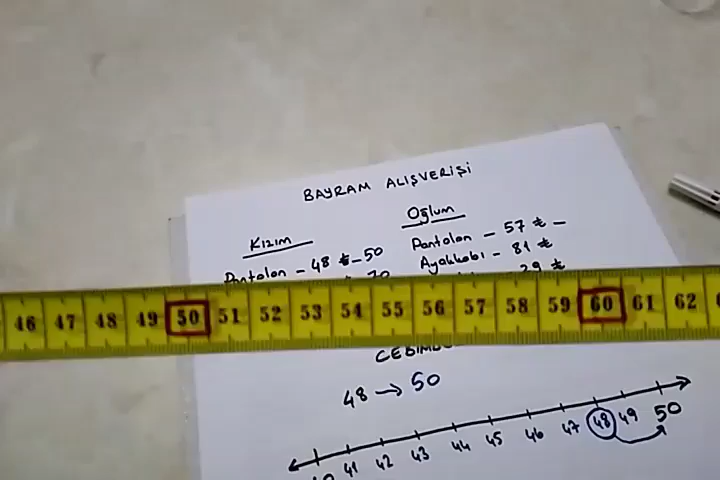 BAYRAM ALIŞVERİŞİ
Kızım
Pantolon - 48 ₺ - 50
70
Oğlum
Pantolon - 57 ₺ -
Ayakkabı - 81 ₺
29 ₺
46 47 48 49 50 51 52 53 54 55 56 57 58 59 60 61 62
48 → 50
41 42 43 44 45 46 47 48 49 50